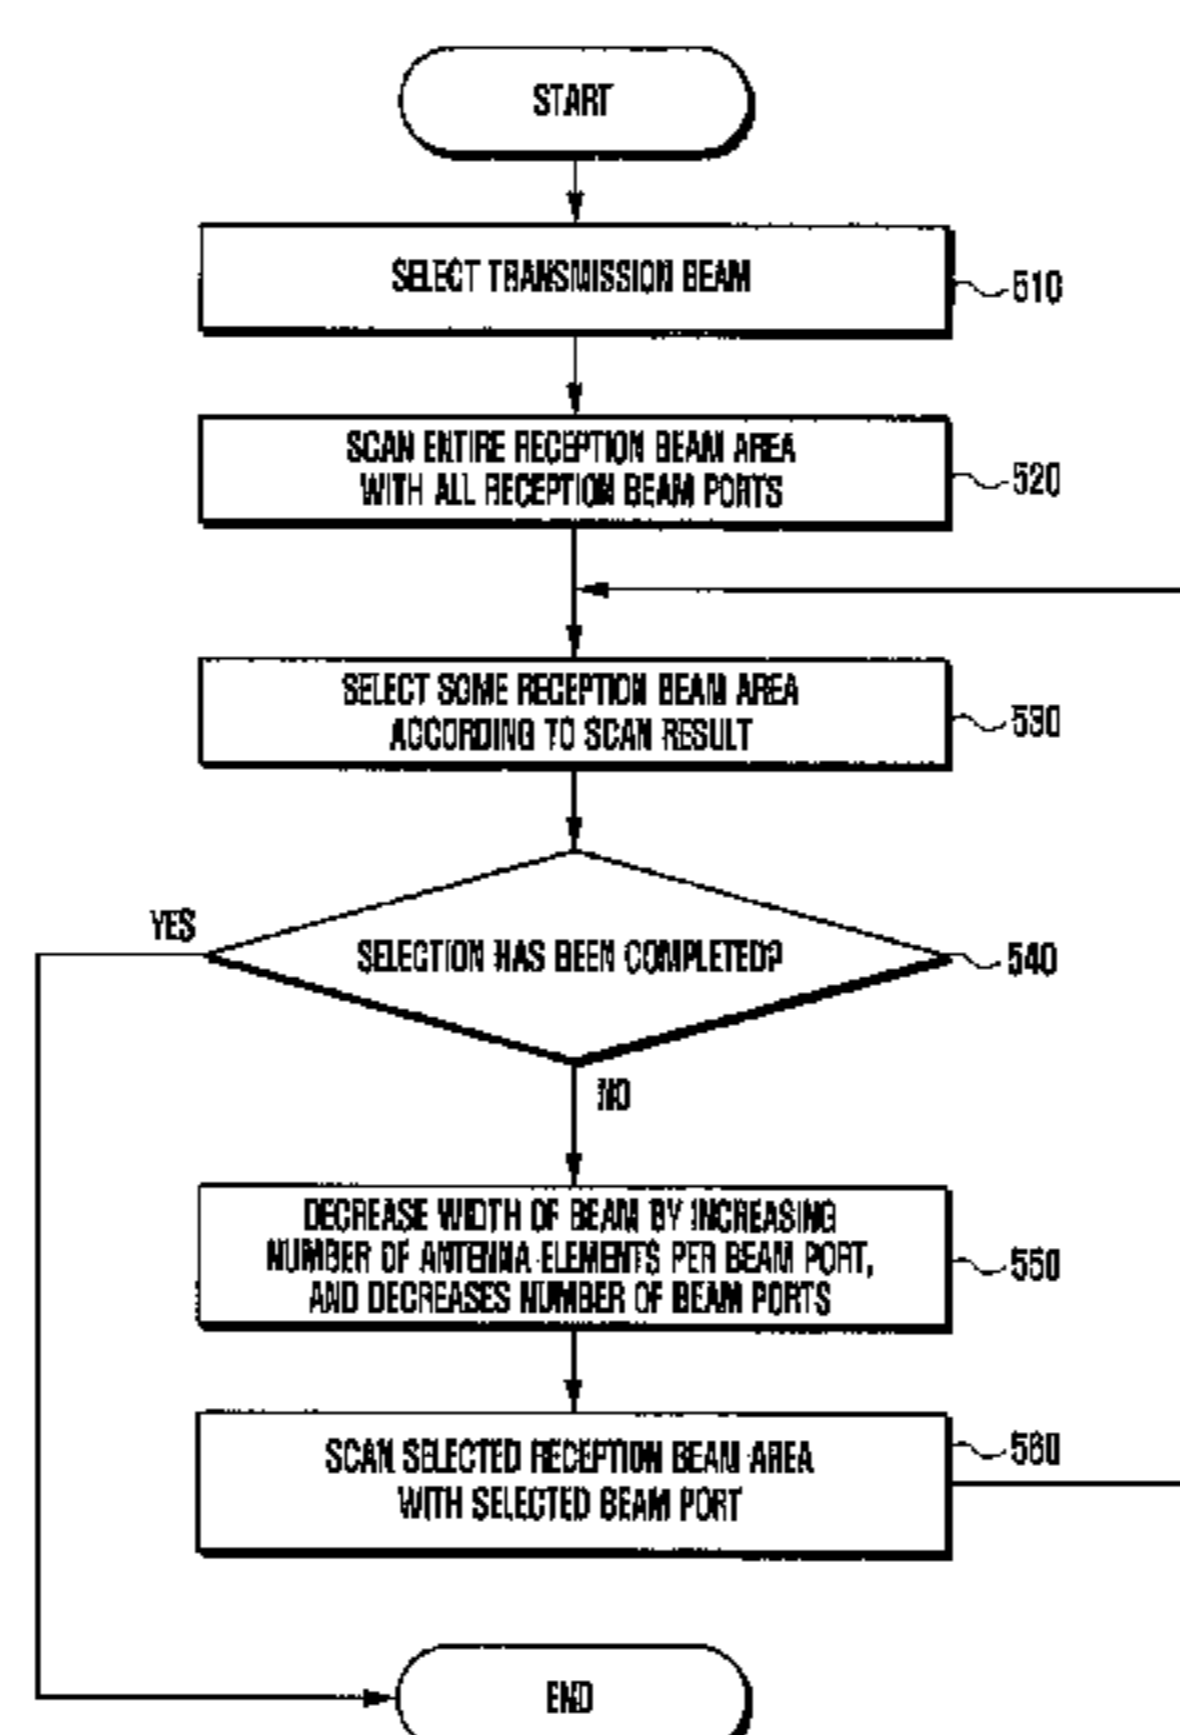 START
SELECT TRANSMISSION BEAM
510
SCAN ENTIRE RECEPTION BEAM AREA
WITH ALL RECEPTION BEAM PORTS
520
SELECT SOME RECEPTION BEAM AREA
ACCORDING TO SCAN RESULT
530
YES
SELECTION HAS BEEN COMPLETED?
540
NO
DECREASE WIDTH OF BEAM BY INCREASING
NUMBER OF ANTENNA ELEMENTS PER BEAM PORT,
AND DECREASES NUMBER OF BEAM PORTS
550
SCAN SELECTED RECEPTION BEAM AREA
WITH SELECTED BEAM PORT
560
END